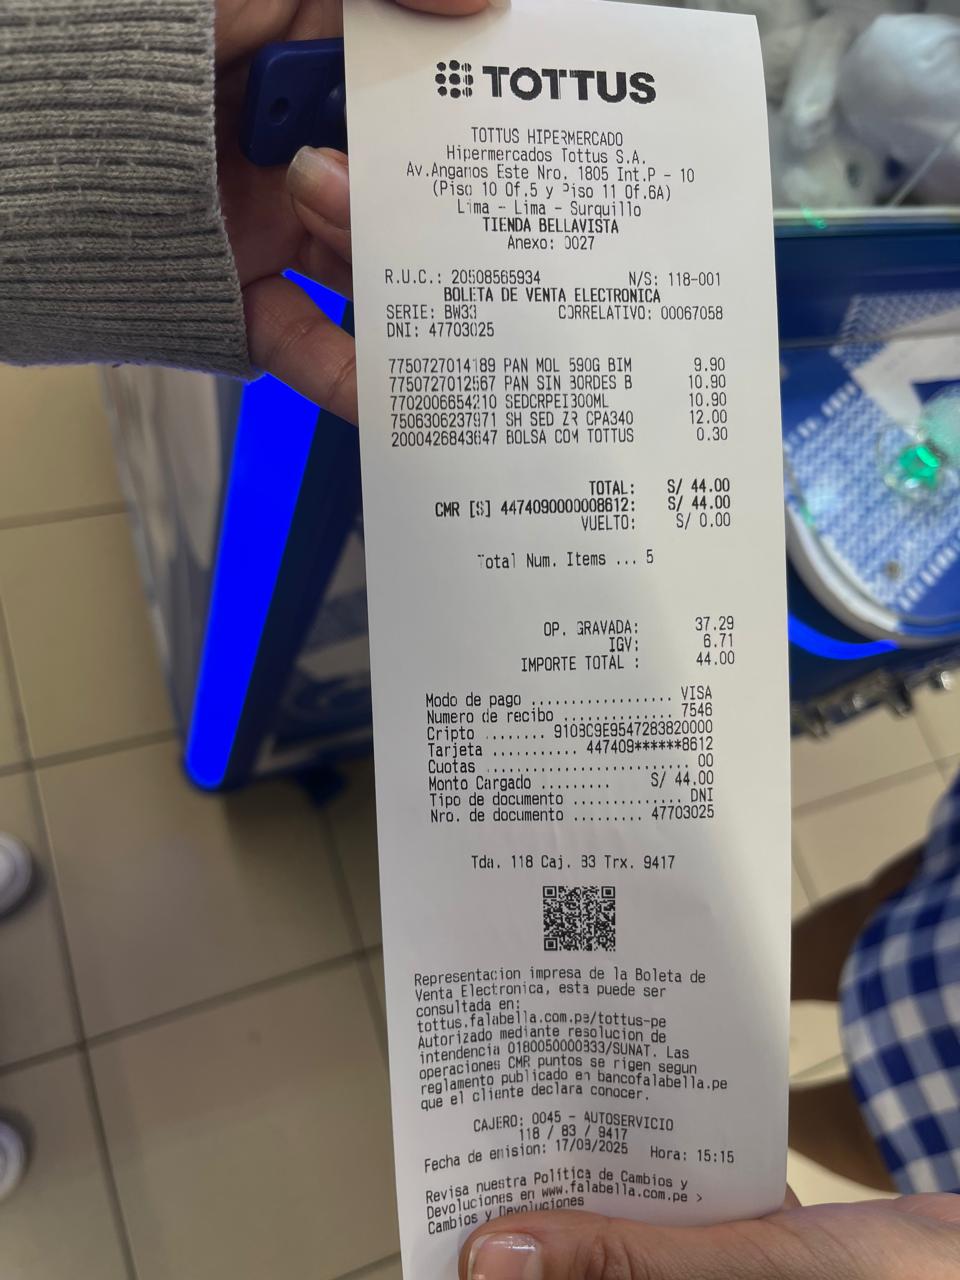 TOTTUS
TOTTUS HIPERMERCADO
Hipermercados Tottus S.A.
Av.Angamos Este Nro. 1805 Int.P - 10
(Piso 10 Of.5 y Piso 11 Of.6A)
Lima - Lima - Surquillo
TIENDA BELLAVISTA
Anexo: 0027
R.U.C.: 20508565934 N/S: 118-001
BOLETA DE VENTA ELECTRONICA
SERIE: BW33 CORRELATIVO: 00067058
DNI: 47703025
7750727014189 PAN MOL 590G BIM 9.90
7750727012567 PAN SIN BORDES B 10.90
7702006654210 SEDCRPEI300ML 10.90
7506306237971 SH SED ZR CPA340 12.00
2000426843647 BOLSA COM TOTTUS 0.30
TOTAL: S/ 44.00
CMR [S] 4474090000008612: S/ 44.00
VUELTO: S/ 0.00
Total Num. Items ... 5
OP. GRAVADA: 37.29
IGV: 6.71
IMPORTE TOTAL : 44.00
Modo de pago .................. VISA
Numero de recibo .............. 7546
Cripto ........ 9108C9E9547283820000
Tarjeta ........... 447409******8612
Cuotas .......................... 00
Monto Cargado ......... S/ 44.00
Tipo de documento .............. DNI
Nro. de documento ......... 47703025
Tda. 118 Caj. 83 Trx. 9417
Representacion impresa de la Boleta de
Venta Electronica, esta puede ser
consultada en:
tottus.falabella.com.pe/tottus-pe
Autorizado mediante resolucion de
intendencia 0180050000833/SUNAT. Las
operaciones CMR puntos se rigen segun
reglamento publicado en bancofalabella.pe
que el cliente declara conocer.
CAJERO: 0045 - AUTOSERVICIO
118 / 83 / 9417
Fecha de emision: 17/03/2025 Hora: 15:15
Revisa nuestra Política de Cambios y
Devoluciones en www.falabella.com.pe >
Cambios y Devoluciones